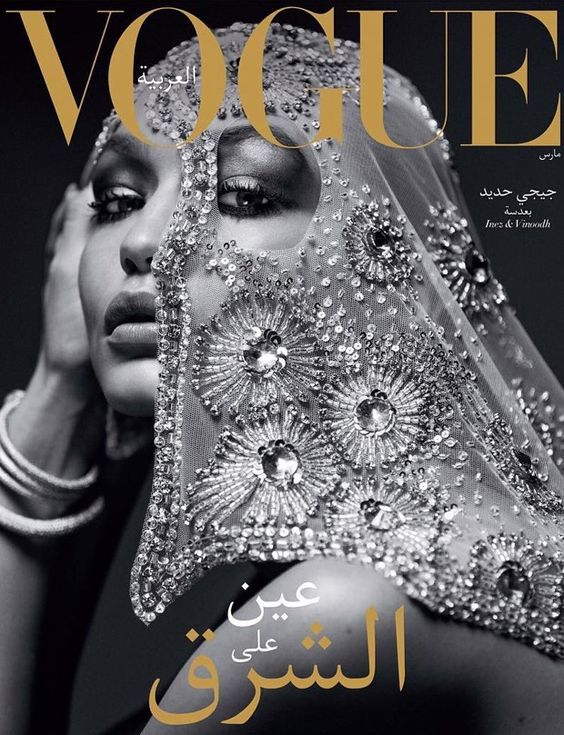 VOGUE
العربية
مارس
جيجي حديد
بعدسة
Inez & Vinoodh
عين
على
الشرق